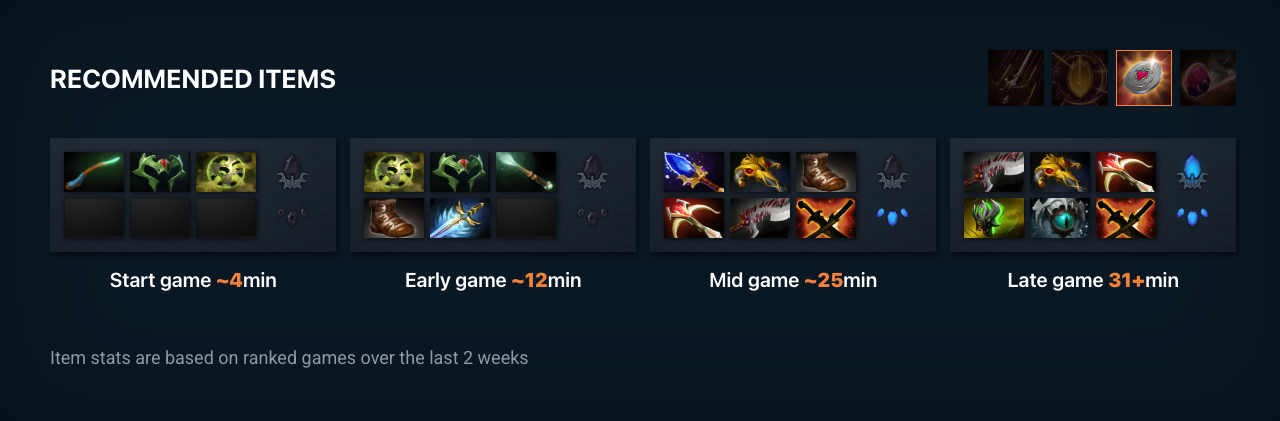 RECOMMENDED ITEMS
Start game ~4min
Early game ~12min
Mid game ~25min
Late game 31+min
Item stats are based on ranked games over the last 2 weeks